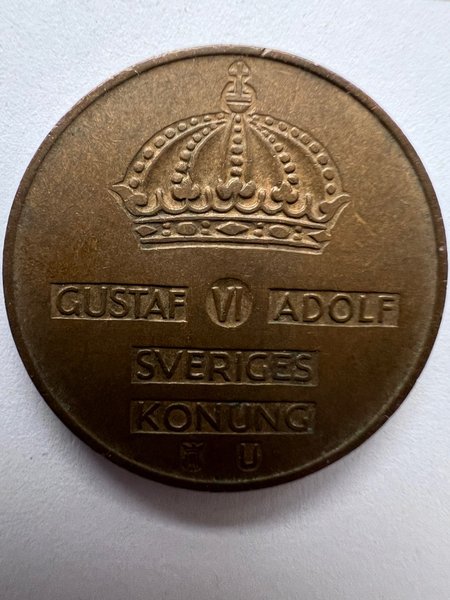 GUSTAF VI ADOLF
SVERIGES
KONUNG
U